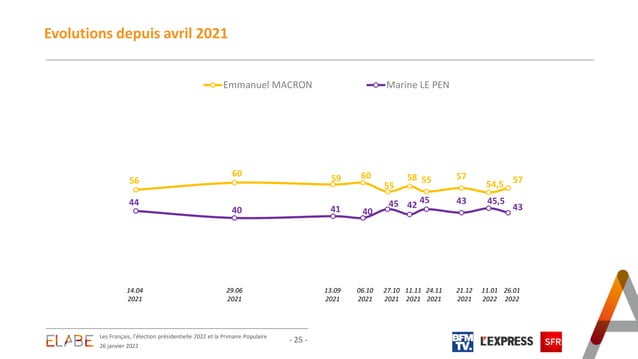 Evolutions depuis avril 2021
Emmanuel MACRON Marine LE PEN
56 60 59 60 55 58 55 57 54,5 57
44 40 41 40 45 42 45 43 45,5 43
14.04 29.06 13.09 06.10 27.10 11.11 24.11 21.12 11.01 26.01
2021 2021 2021 2021 2021 2021 2021 2021 2022 2022
ELABE
Les Français, l'élection présidentielle 2022 et la Primaire Populaire
26 janvier 2022
- 25 -
BFM
TV.
L'EXPRESS
SFR